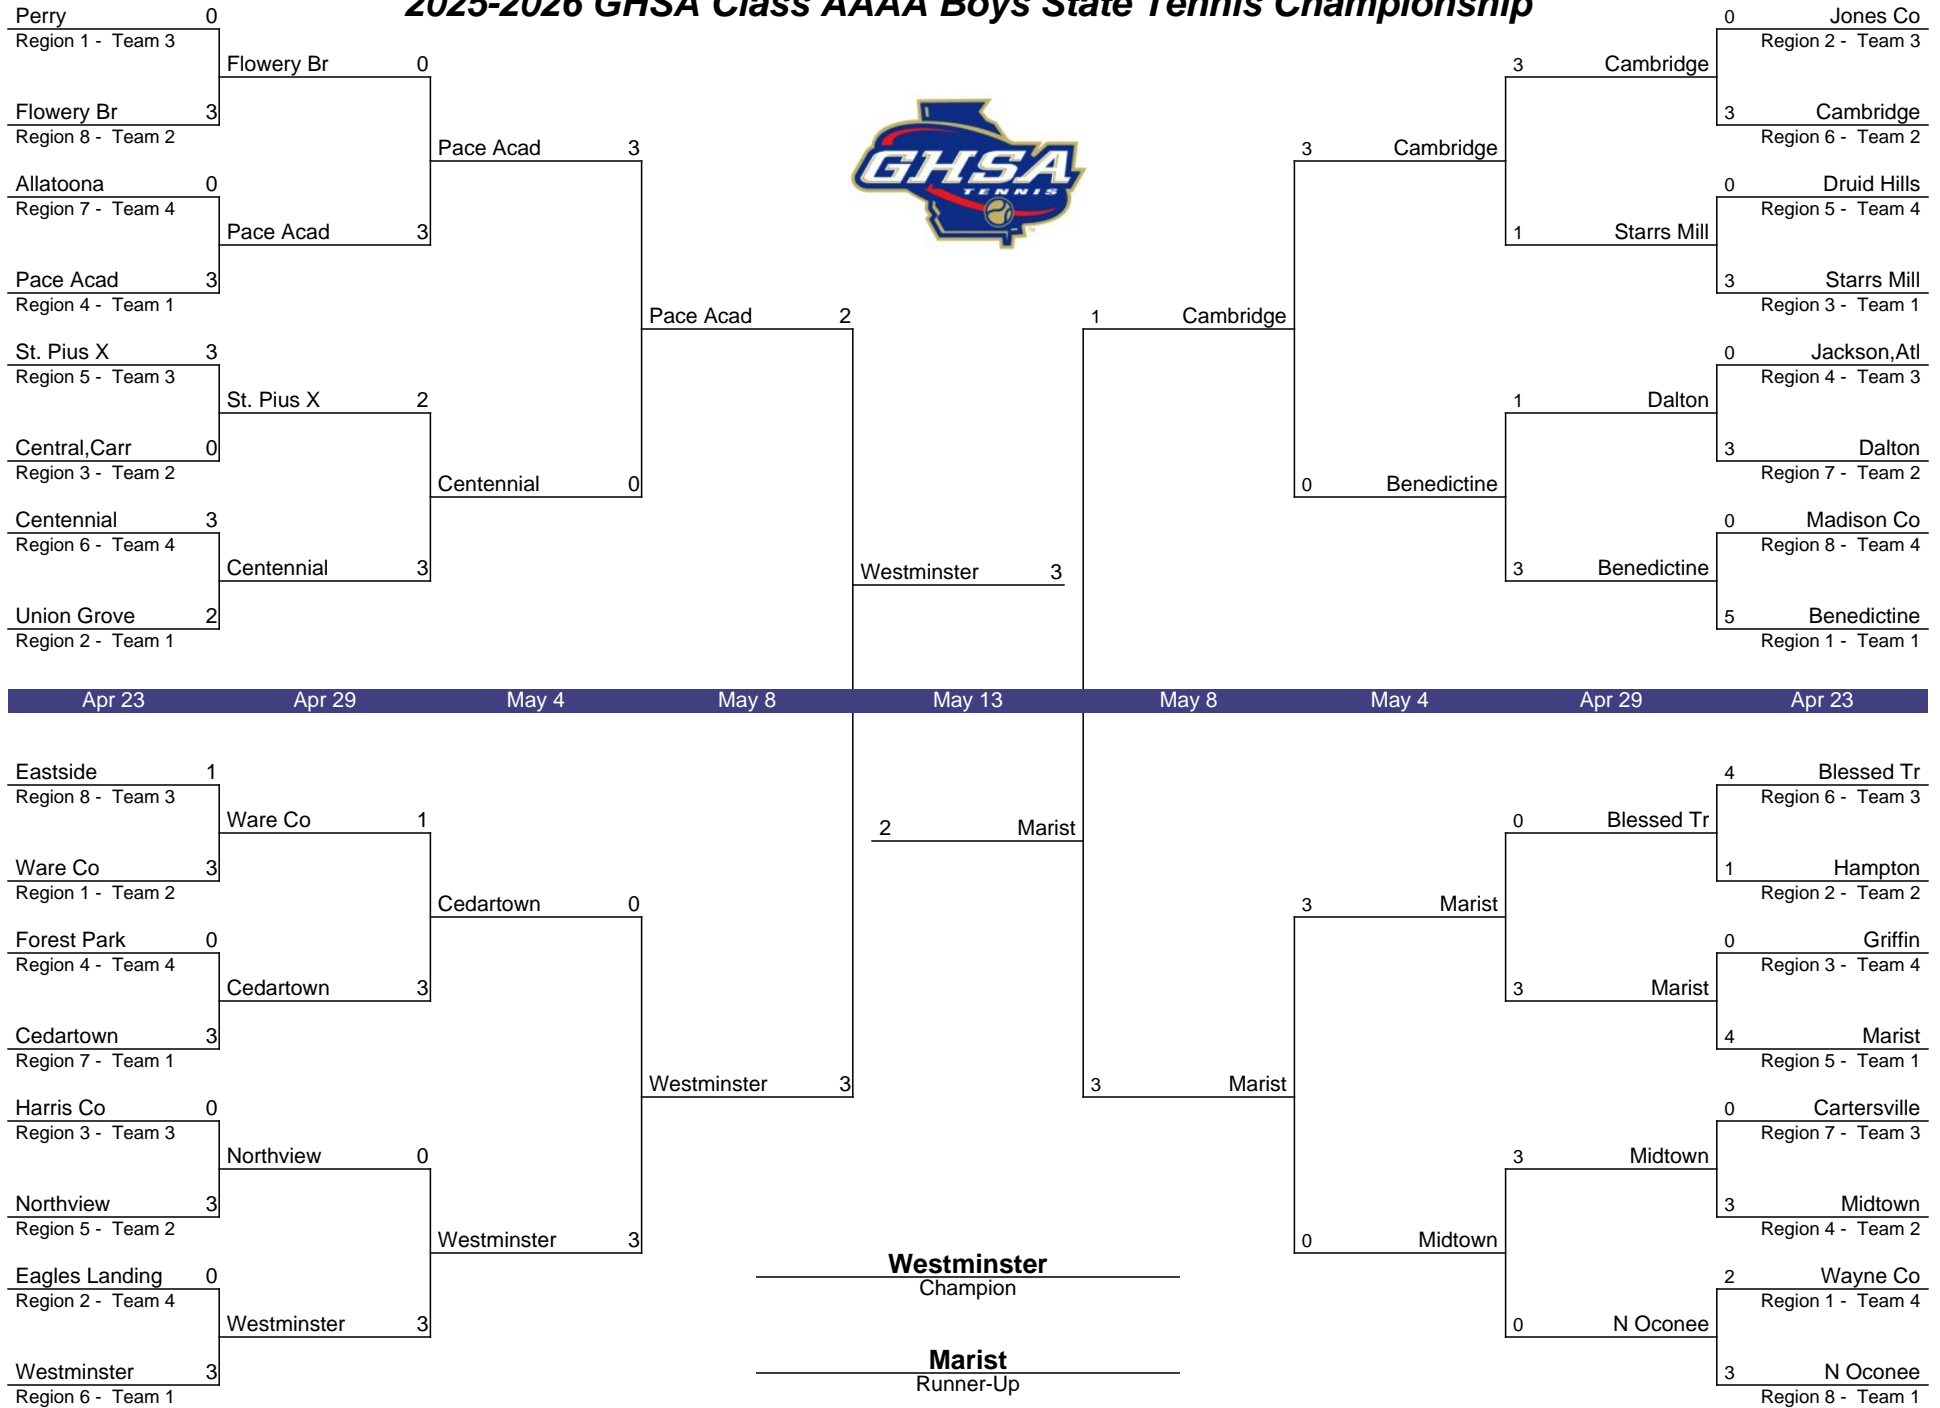 2025-2026 GHSA Class AAAA Boys State Tennis Championship
Perry 0
Region 1 - Team 3
Flowery Br 0
Flowery Br 3
Region 8 - Team 2
Pace Acad 3
Allatoona 0
Region 7 - Team 4
Pace Acad 3
Pace Acad 3
Region 4 - Team 1
Pace Acad 2
St. Pius X 3
Region 5 - Team 3
St. Pius X 2
Central,Carr 0
Region 3 - Team 2
Centennial 0
Centennial 3
Region 6 - Team 4
Centennial 3
Union Grove 2
Region 2 - Team 1
GHSA
TENNIS
Westminster 3
0 Jones Co
Region 2 - Team 3
3 Cambridge
3 Cambridge
Region 6 - Team 2
3 Cambridge
0 Druid Hills
Region 5 - Team 4
1 Starrs Mill
3 Starrs Mill
Region 3 - Team 1
1 Cambridge
0 Jackson,Atl
Region 4 - Team 3
1 Dalton
3 Dalton
Region 7 - Team 2
0 Benedictine
0 Madison Co
Region 8 - Team 4
3 Benedictine
5 Benedictine
Region 1 - Team 1
Apr 23 Apr 29 May 4 May 8 May 13 May 8 May 4 Apr 29 Apr 23
Eastside 1
Region 8 - Team 3
Ware Co 1
Ware Co 3
Region 1 - Team 2
Cedartown 0
Forest Park 0
Region 4 - Team 4
Cedartown 3
Cedartown 3
Region 7 - Team 1
Westminster 3
Harris Co 0
Region 3 - Team 3
Northview 0
Northview 3
Region 5 - Team 2
Westminster 3
Eagles Landing 0
Region 2 - Team 4
Westminster 3
Westminster 3
Region 6 - Team 1
2 Marist
Westminster
Champion
Marist
Runner-Up
4 Blessed Tr
Region 6 - Team 3
0 Blessed Tr
1 Hampton
Region 2 - Team 2
3 Marist
0 Griffin
Region 3 - Team 4
3 Marist
4 Marist
Region 5 - Team 1
3 Marist
0 Cartersville
Region 7 - Team 3
3 Midtown
3 Midtown
Region 4 - Team 2
0 Midtown
2 Wayne Co
Region 1 - Team 4
0 N Oconee
3 N Oconee
Region 8 - Team 1